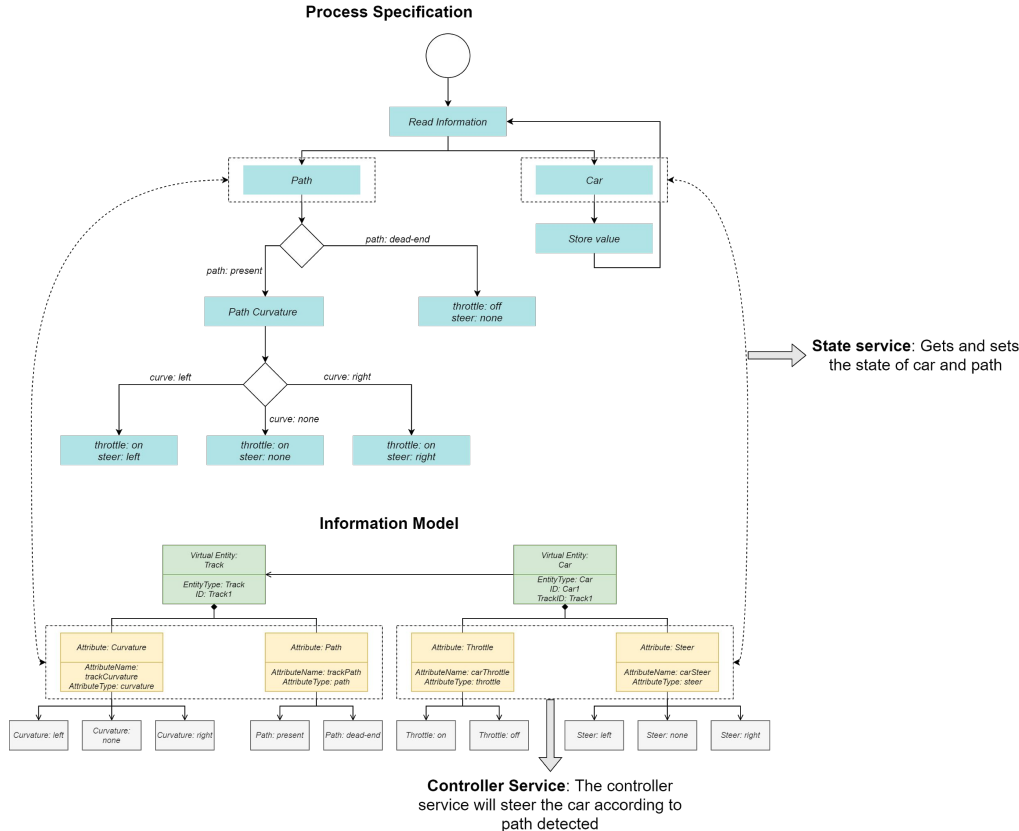 Process Specification
Read Information
Path
Car
Store value
path: dead-end
path: present
Path Curvature
throttle: off
steer: none
curve: left
curve: right
curve: none
throttle: on
steer: left
throttle: on
steer: none
throttle: on
steer: right
State service: Gets and sets
the state of car and path
Information Model
Virtual Entity:
Track
EntityType: Track
ID: Track1
Virtual Entity:
Car
EntityType: Car
ID: Car1
TrackID: Track1
Attribute: Curvature
AttributeName:
trackCurvature
AttributeType: curvature
Attribute: Path
AttributeName: trackPath
AttributeType: path
Attribute: Throttle
AttributeName: carThrottle
AttributeType: throttle
Attribute: Steer
AttributeName: carSteer
AttributeType: steer
Curvature: left
Curvature:
none
Curvature: right
Path: present
Path: dead-end
Throttle: on
Throttle: off
Steer: left
Steer: none
Steer: right
Controller Service: The controller
service will steer the car according to
path detected